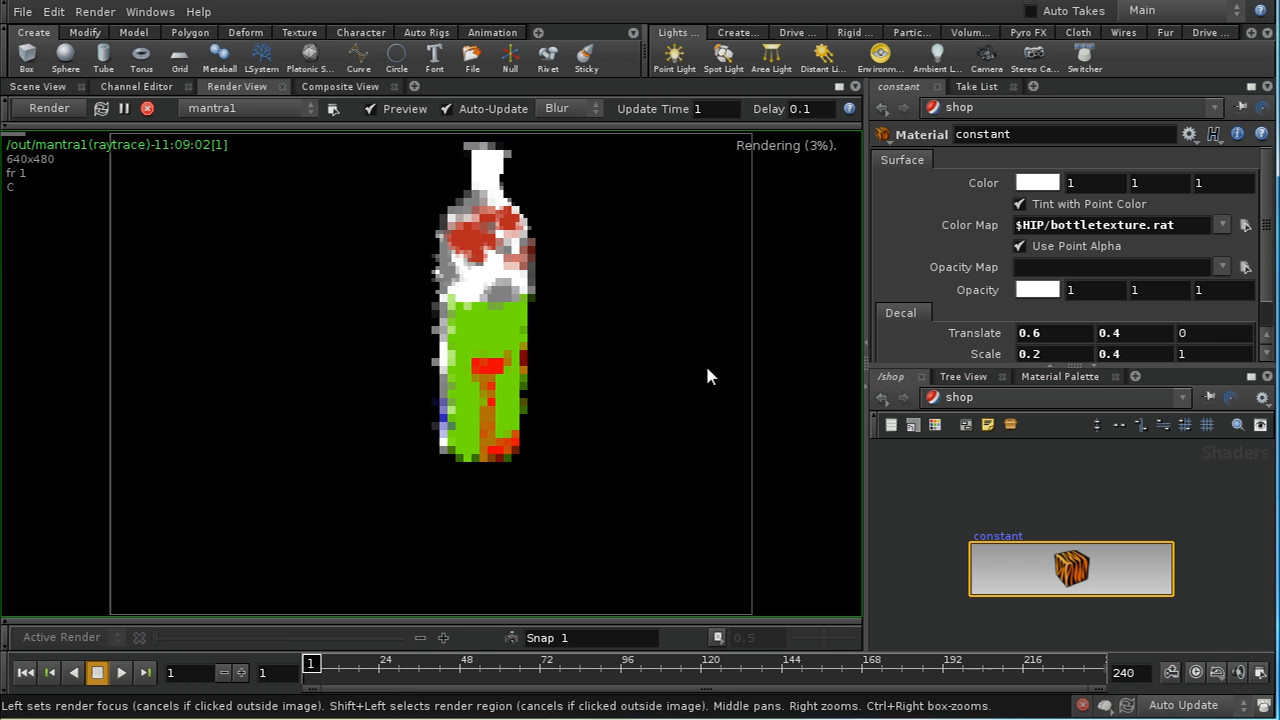 File Edit Render Windows Help Auto Takes Main
Create Modify Model Polygon Deform Texture Character Auto Rigs Animation Lights ... Create... Drive ... Rigid ... Partic... Volum... Pyro FX Cloth Wires Fur Drive ...
Box Sphere Tube Torus Grid Metaball LSystem Platonic S... Curve Circle Font File Null Rivet Sticky Point Light Spot Light Area Light Distant Li... Environm... Ambient L... Camera Stereo Ca... Switcher
Scene View Channel Editor Render View Composite View constant Take List
Render mantra1 Preview Auto-Update Blur Update Time 1 Delay 0.1 shop
Material constant
/out/mantra1(raytrace)-11:09:02[1] Rendering (3%).
640x480
fr 1
C
Surface
Color 1 1 1
Tint with Point Color
Color Map $HIP/bottletexture.rat
Use Point Alpha
Opacity Map
Opacity 1 1 1
Decal
Translate 0.6 0.4 0
Scale 0.2 0.4 1
/shop Tree View Material Palette
shop
Shaders
constant
Active Render Snap 1 0.5
1 1 1 24 48 72 96 120 144 168 192 216 240
Left sets render focus (cancels if clicked outside image). Shift+Left selects render region (cancels if clicked outside image). Middle pans. Right zooms. Ctrl+Right box-zooms. Auto Update